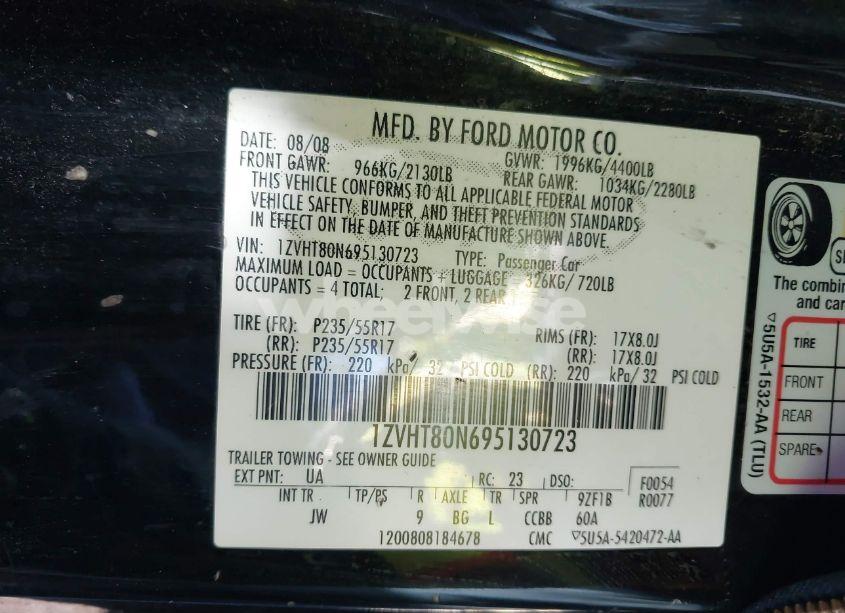 MFD. BY FORD MOTOR CO.
DATE: 08/08 GVWR: 1996KG/4400LB
FRONT GAWR: 966KG/2130LB REAR GAWR: 1034KG/2280LB
THIS VEHICLE CONFORMS TO ALL APPLICABLE FEDERAL MOTOR
VEHICLE SAFETY, BUMPER, AND THEFT PREVENTION STANDARDS
IN EFFECT ON THE DATE OF MANUFACTURE SHOWN ABOVE.
VIN: 1ZVHT80N695130723 TYPE: Passenger Car
MAXIMUM LOAD = OCCUPANTS + LUGGAGE = 326KG/ 720LB
OCCUPANTS = 4 TOTAL: 2 FRONT, 2 REAR
wheelwise
TIRE (FR): P235/55R17 RIMS (FR): 17X8.0J
(RR): P235/55R17 (RR): 17X8.0J
PRESSURE (FR): 220 kPa/ 32 PSI COLD (RR): 220 kPa/ 32 PSI COLD
1ZVHT80N695130723
TRAILER TOWING - SEE OWNER GUIDE
EXT PNT: UA RC: 23 DSO: F0054
INT TR TP/PS R AXLE TR SPR 9ZF1B R0077
JW 9 BG L CCBB 60A
1200808184678 CMC ▽5U5A-5420472-AA
The combin
and car
TIRE
FRONT
REAR
SPARE
▽5U5A-1532-AA (TLU)